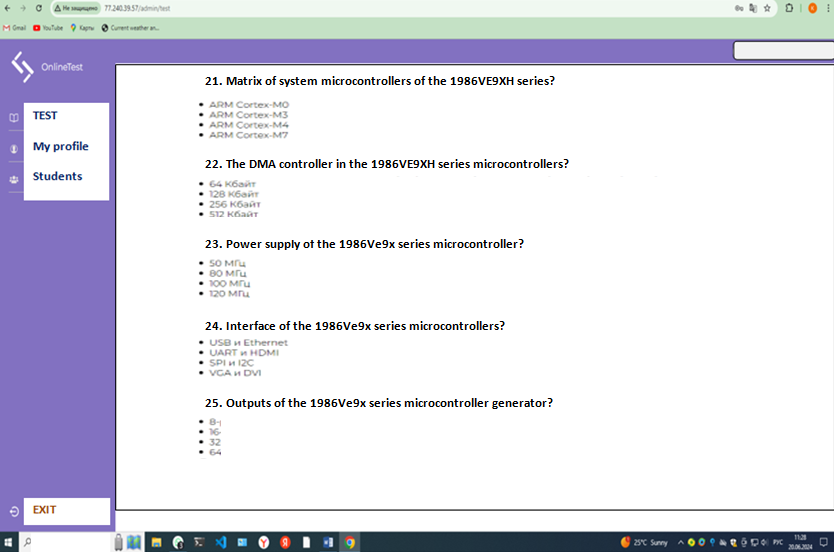 Не защищено 77.240.39.57/admin/test
Gmail YouTube Карты Current weather an...
OnlineTest
TEST
My profile
Students
EXIT
21. Matrix of system microcontrollers of the 1986VE9XH series?
ARM Cortex-M0
ARM Cortex-M3
ARM Cortex-M4
ARM Cortex-M7
22. The DMA controller in the 1986VE9XH series microcontrollers?
64 Кбайт
128 Кбайт
256 Кбайт
512 Кбайт
23. Power supply of the 1986Ve9x series microcontroller?
50 МГц
80 МГц
100 МГц
120 МГц
24. Interface of the 1986Ve9x series microcontrollers?
USB и Ethernet
UART и HDMI
SPI и I2C
VGA и DVI
25. Outputs of the 1986Ve9x series microcontroller generator?
8-
16-
32
64
25°C Sunny
РУС
11:28
20.06.2024